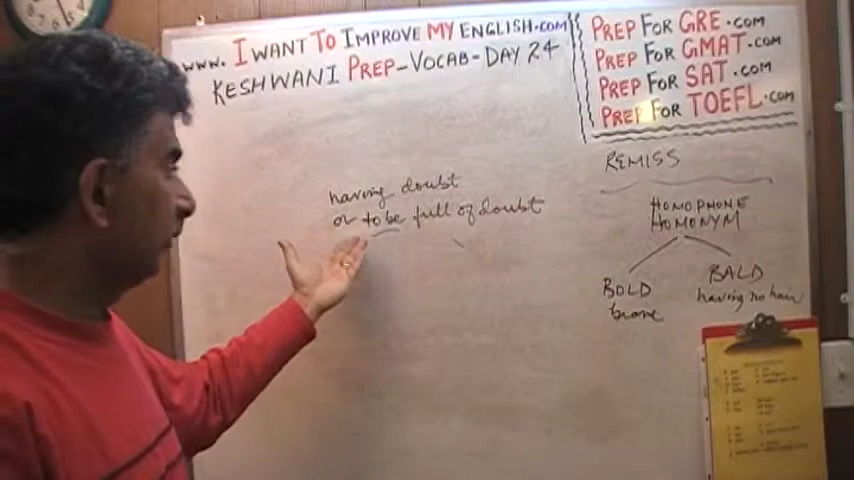 www. I WANT TO IMPROVE MY ENGLISH.COM
KESHWANI PREP-VOCAB-DAY 24
PREP FOR GRE.COM
PREP FOR GMAT.COM
PREP FOR SAT.COM
PREP FOR TOEFL.COM
having doubt
or to be full of doubt
REMISS
HOMOPHONE
HOMONYM
BOLD
brave
BALD
having no hair